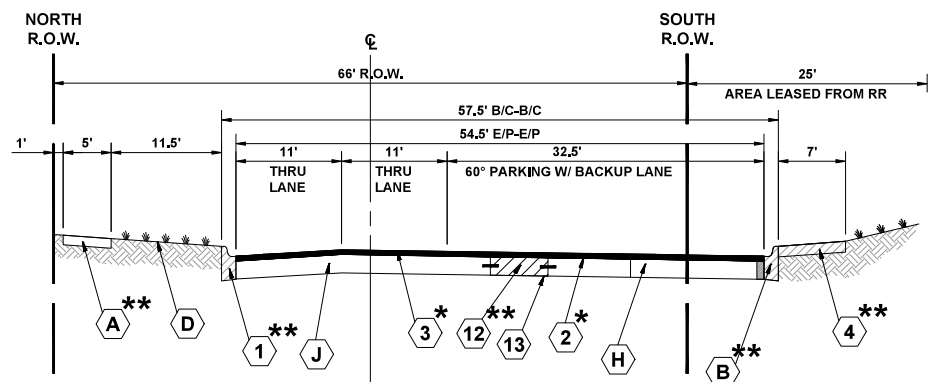 NORTH
R.O.W.
SOUTH
R.O.W.
℄
66' R.O.W.
25'
AREA LEASED FROM RR
57.5' B/C-B/C
54.5' E/P-E/P
1'
5'
11.5'
11'
THRU
LANE
11'
THRU
LANE
32.5'
60° PARKING W/ BACKUP LANE
7'
A**
D
1**
J
3*
12**
13
2*
H
B**
4**